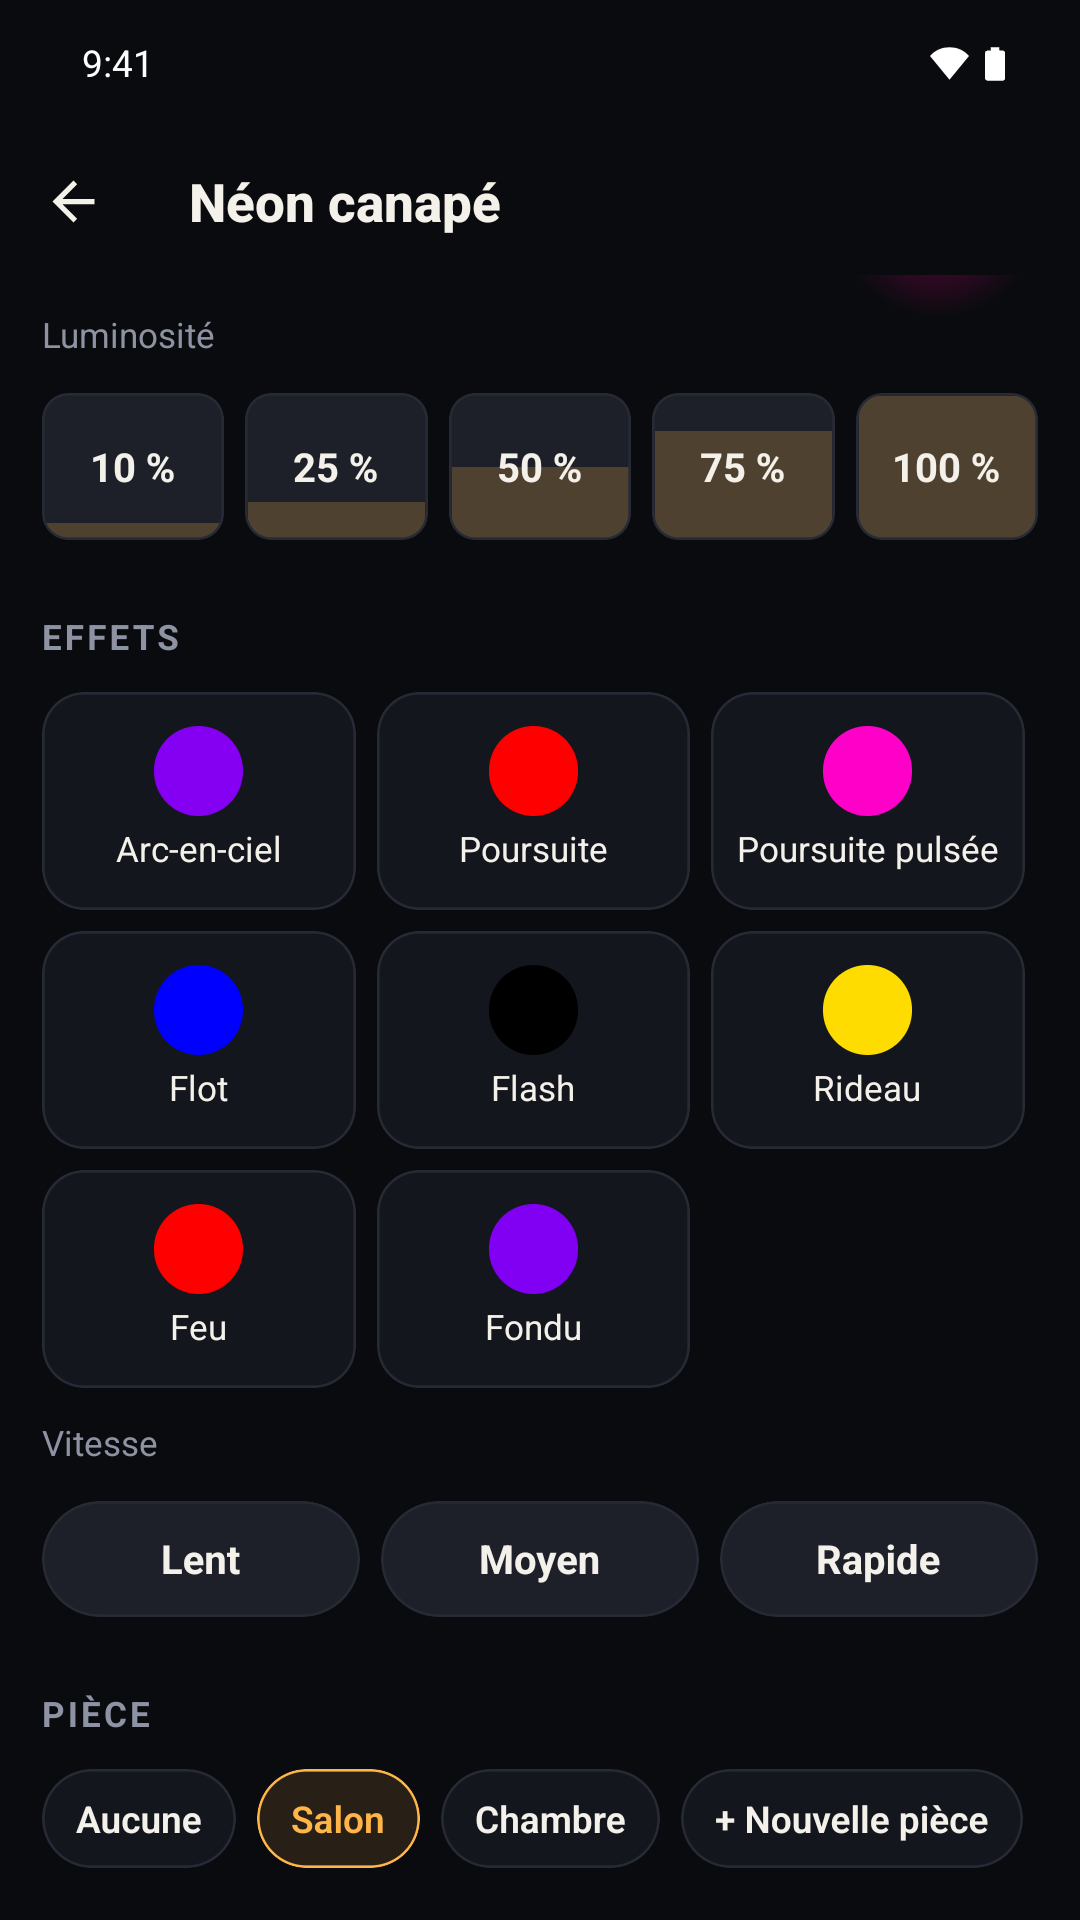 9:41
Néon canapé
Luminosité
10 % 25 % 50 % 75 % 100 %
EFFETS
Arc-en-ciel Poursuite Poursuite pulsée
Flot Flash Rideau
Feu Fondu
Vitesse
Lent Moyen Rapide
PIÈCE
Aucune Salon Chambre + Nouvelle pièce